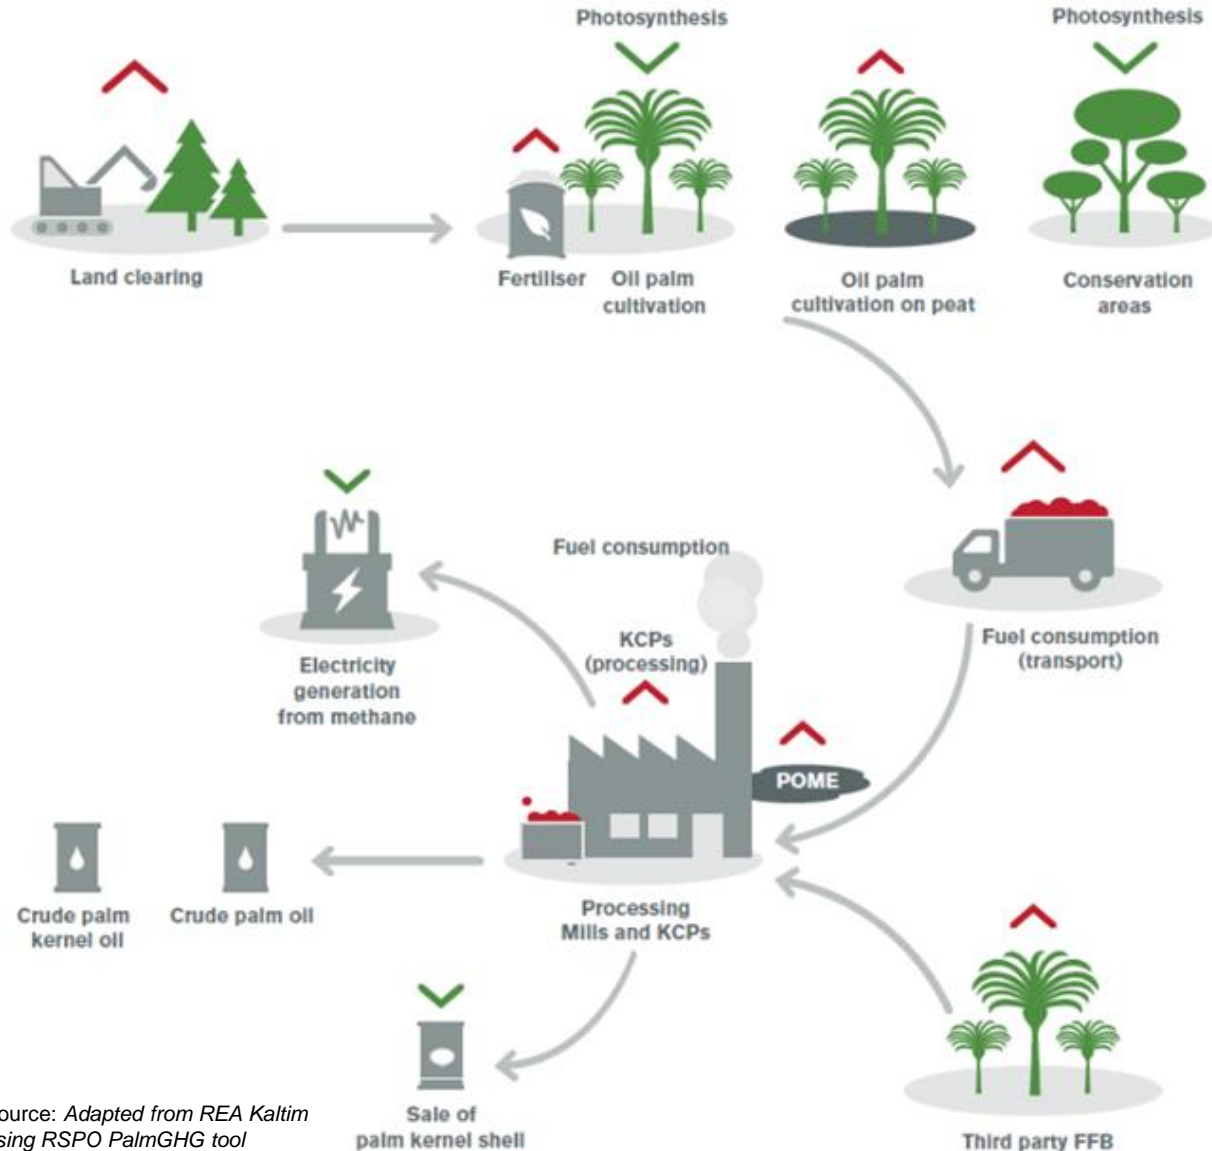 Photosynthesis
Photosynthesis
Land clearing
Fertiliser
Oil palm
cultivation
Oil palm
cultivation on peat
Conservation
areas
Fuel consumption
(transport)
Fuel consumption
KCPs
(processing)
Electricity
generation
from methane
POME
Crude palm
kernel oil
Crude palm oil
Processing
Mills and KCPs
Sale of
palm kernel shell
Third party FFB
ource: Adapted from REA Kaltim
sing RSPO PalmGHG tool